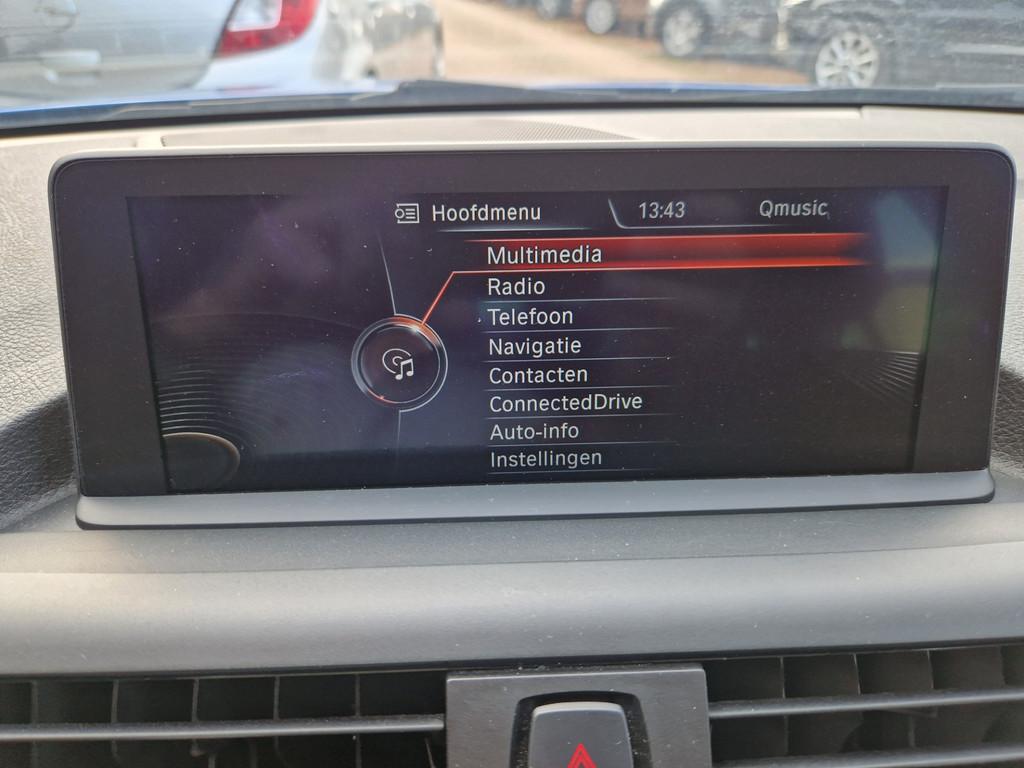 Hoofdmenu 13:43 Qmusic
Multimedia
Radio
Telefoon
Navigatie
Contacten
ConnectedDrive
Auto-info
Instellingen